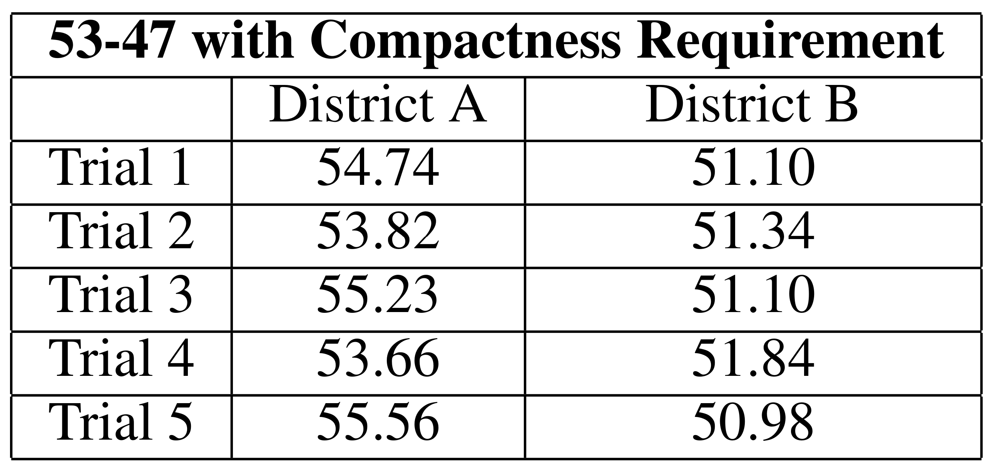 53-47 with Compactness Requirement
District A District B
Trial 1 54.74 51.10
Trial 2 53.82 51.34
Trial 3 55.23 51.10
Trial 4 53.66 51.84
Trial 5 55.56 50.98